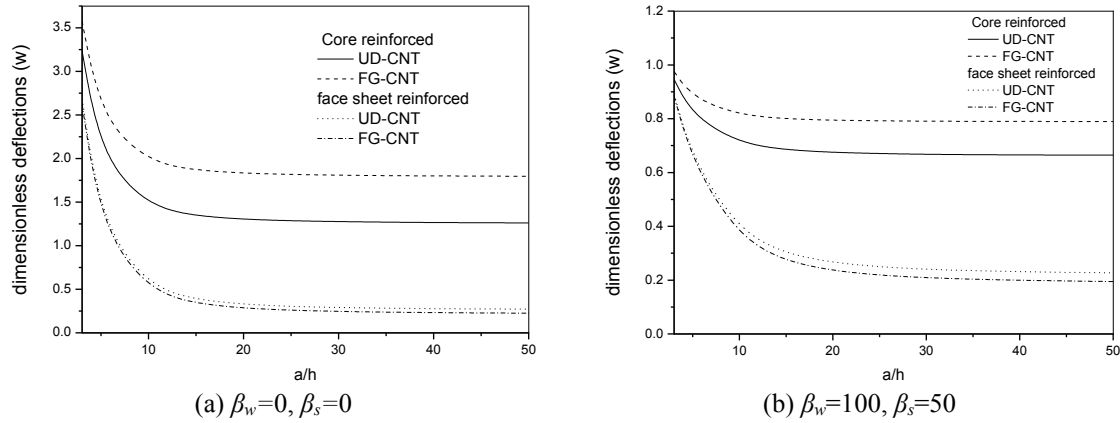 dimensionless deflections (w)
3.5
3.0
2.5
2.0
1.5
1.0
0.5
0.0
Core reinforced
UD-CNT
FG-CNT
face sheet reinforced
UD-CNT
FG-CNT
10 20 30 40 50
a/h
(a) βw=0, βs=0
dimensionless deflections (w)
1.2
1.0
0.8
0.6
0.4
0.2
0.0
Core reinforced
UD-CNT
FG-CNT
face sheet reinforced
UD-CNT
FG-CNT
10 20 30 40 50
a/h
(b) βw=100, βs=50